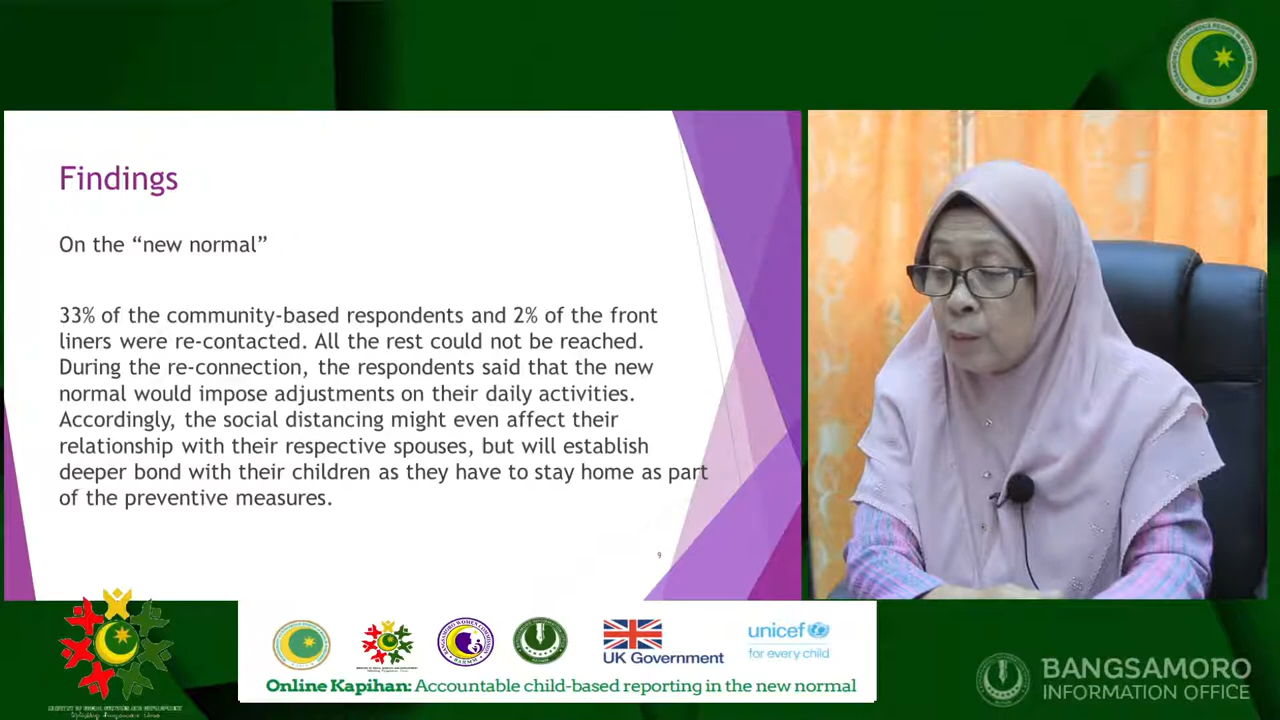 Findings
On the “new normal”
33% of the community-based respondents and 2% of the front
liners were re-contacted. All the rest could not be reached.
During the re-connection, the respondents said that the new
normal would impose adjustments on their daily activities.
Accordingly, the social distancing might even affect their
relationship with their respective spouses, but will establish
deeper bond with their children as they have to stay home as part
of the preventive measures.
9
UK Government
unicef
for every child
Online Kapihan: Accountable child-based reporting in the new normal
BANGSAMORO
INFORMATION OFFICE